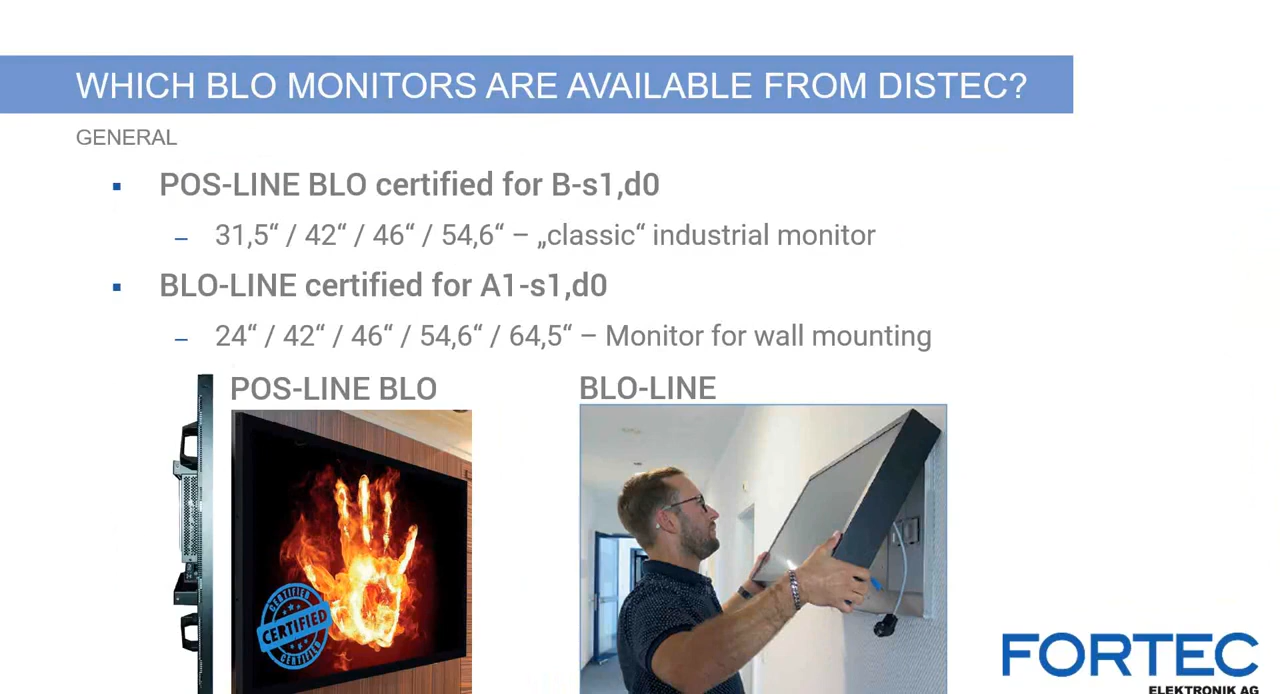 WHICH BLO MONITORS ARE AVAILABLE FROM DISTEC?
GENERAL
▪ POS-LINE BLO certified for B-s1,d0
– 31,5“ / 42“ / 46“ / 54,6“ – „classic“ industrial monitor
▪ BLO-LINE certified for A1-s1,d0
– 24“ / 42“ / 46“ / 54,6“ / 64,5“ – Monitor for wall mounting
POS-LINE BLO
BLO-LINE
CERTIFIED
CERTIFIED
CERTIFIED
FORTEC
ELEKTRONIK AG